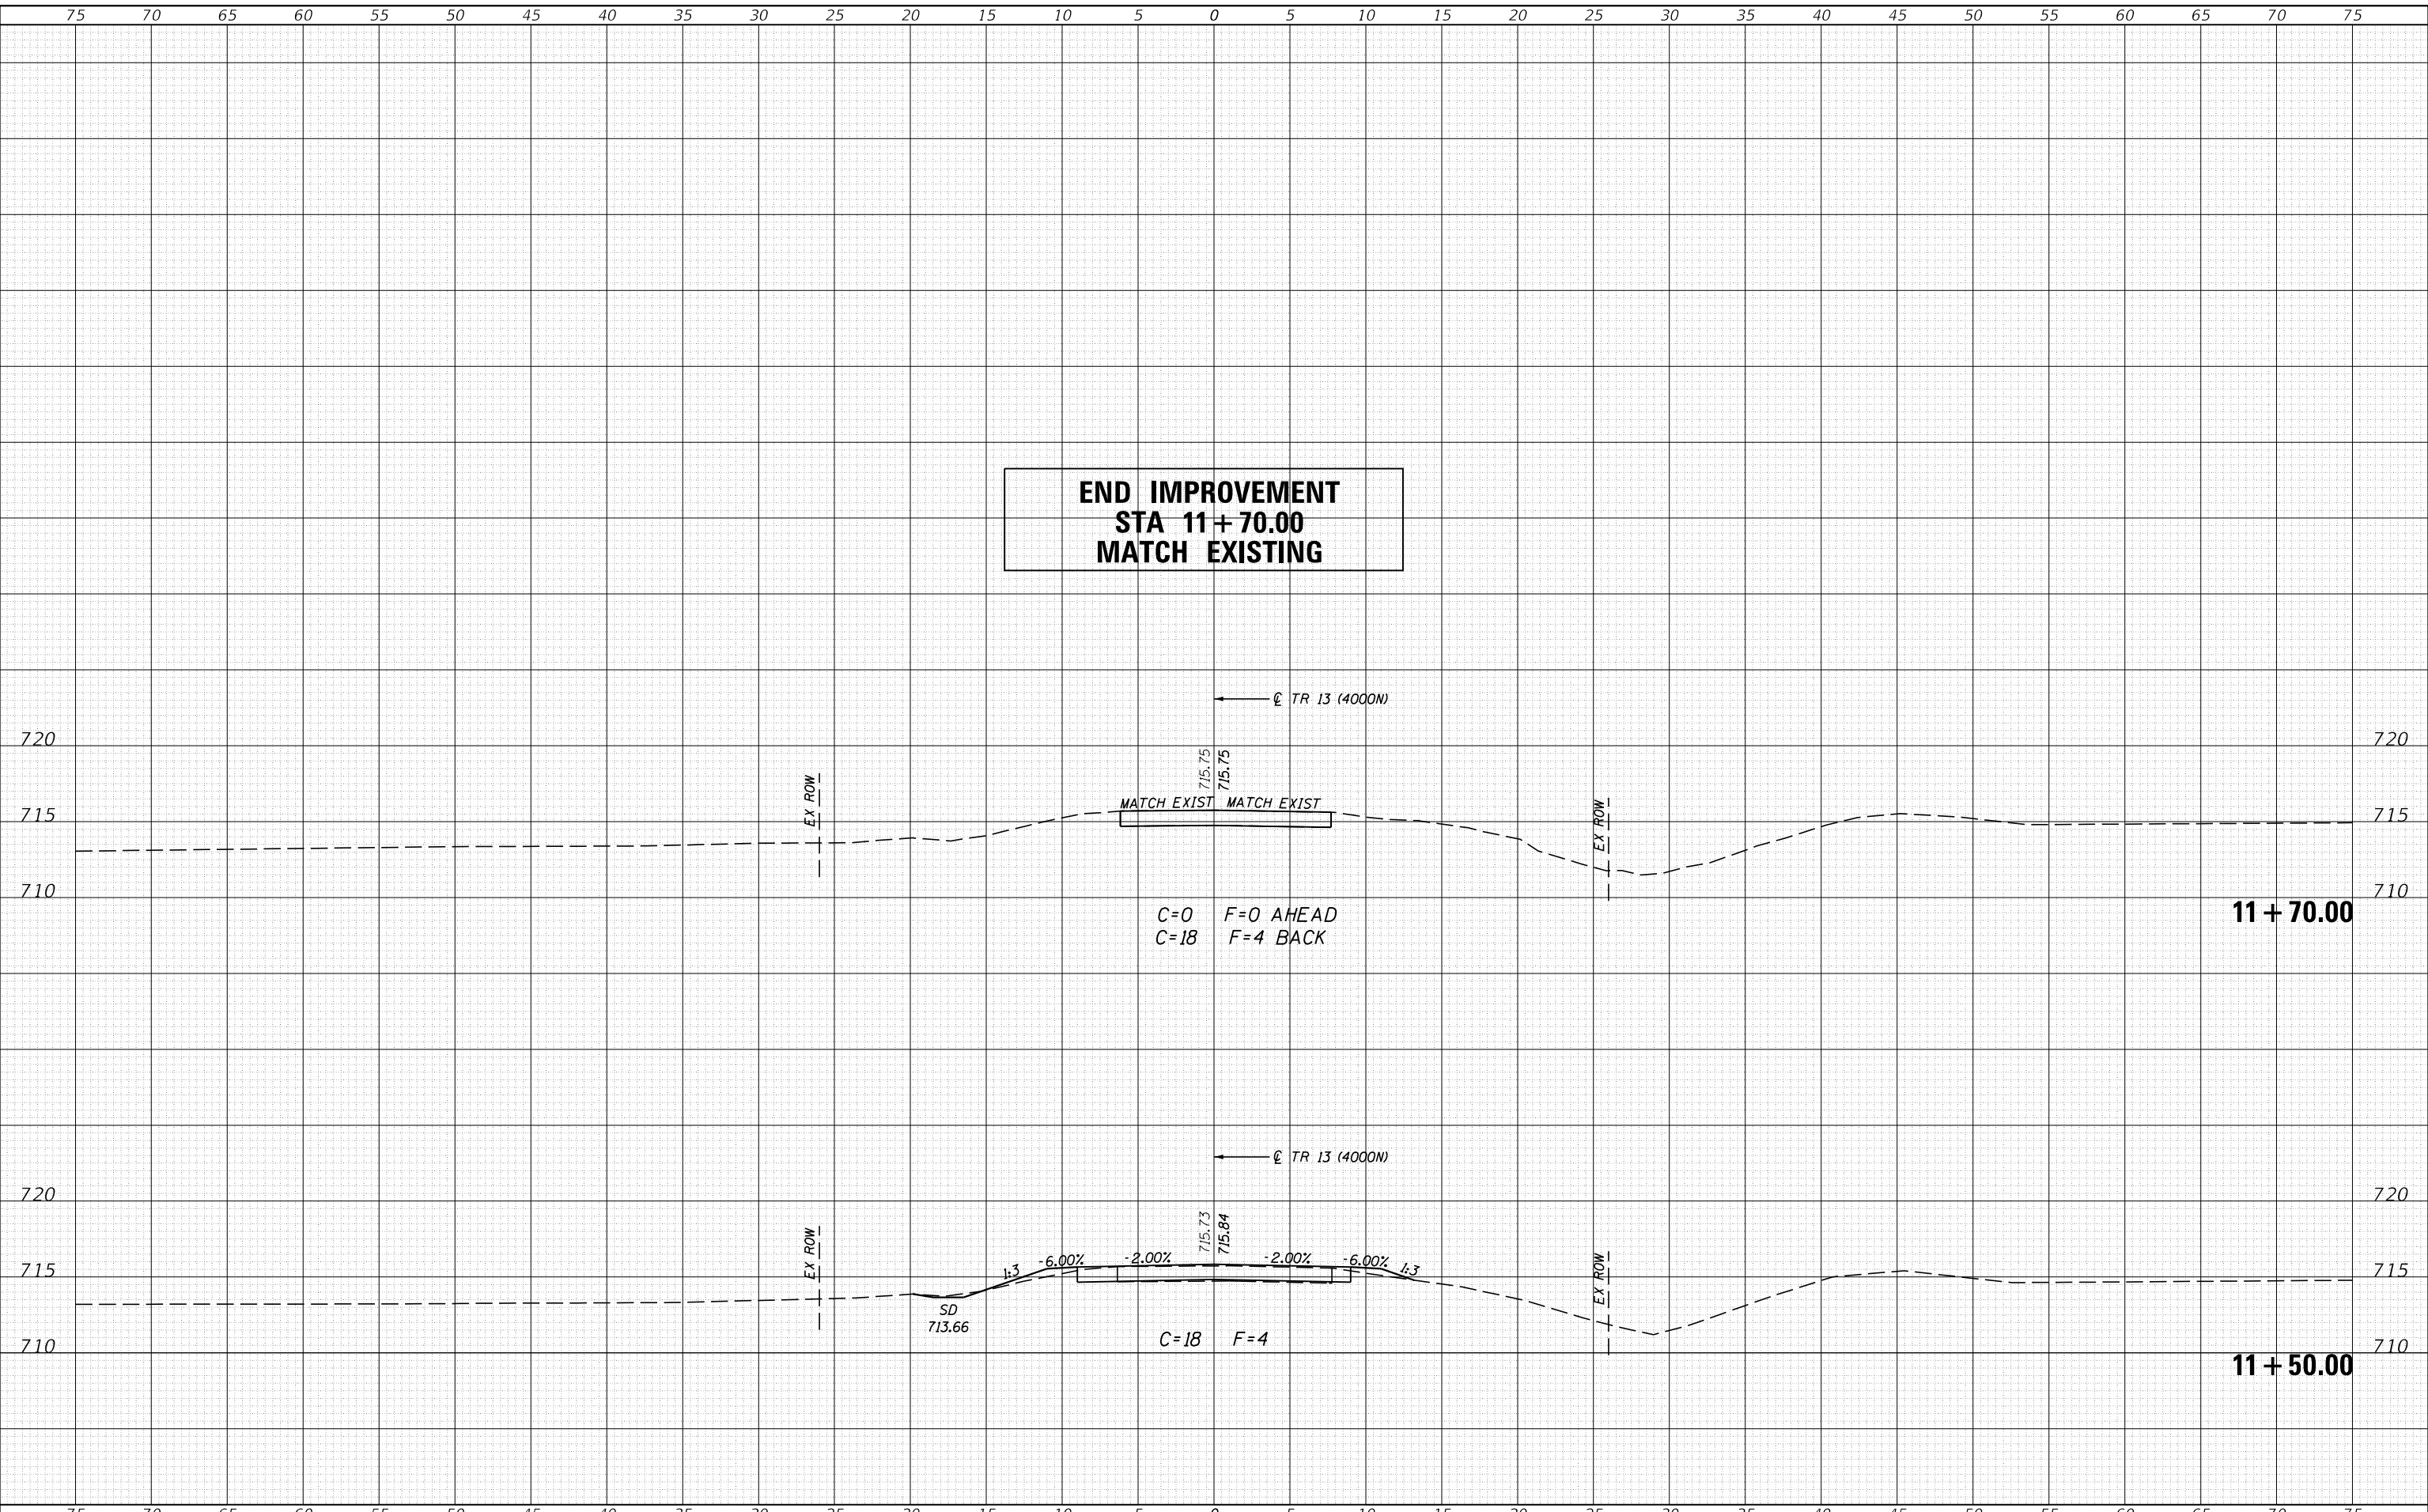 75 70 65 60 55 50 45 40 35 30 25 20 15 10 5 0 5 10 15 20 25 30 35 40 45 50 55 60 65 70 75
END IMPROVEMENT
STA 11+70.00
MATCH EXISTING
℄ TR 13 (4000N)
720 720
715.75
715.75
EX ROW
MATCH EXIST MATCH EXIST
EX ROW
715 715
710 710
C=0 F=0 AHEAD
C=18 F=4 BACK
11+70.00
℄ TR 13 (4000N)
720 720
715.73
715.84
EX ROW
1:3 -6.00% -2.00% -2.00% -6.00% 1:3
EX ROW
715 715
SD
713.66
C=18 F=4
710 710
11+50.00
75 70 65 60 55 50 45 40 35 30 25 20 15 10 5 0 5 10 15 20 25 30 35 40 45 50 55 60 65 70 75